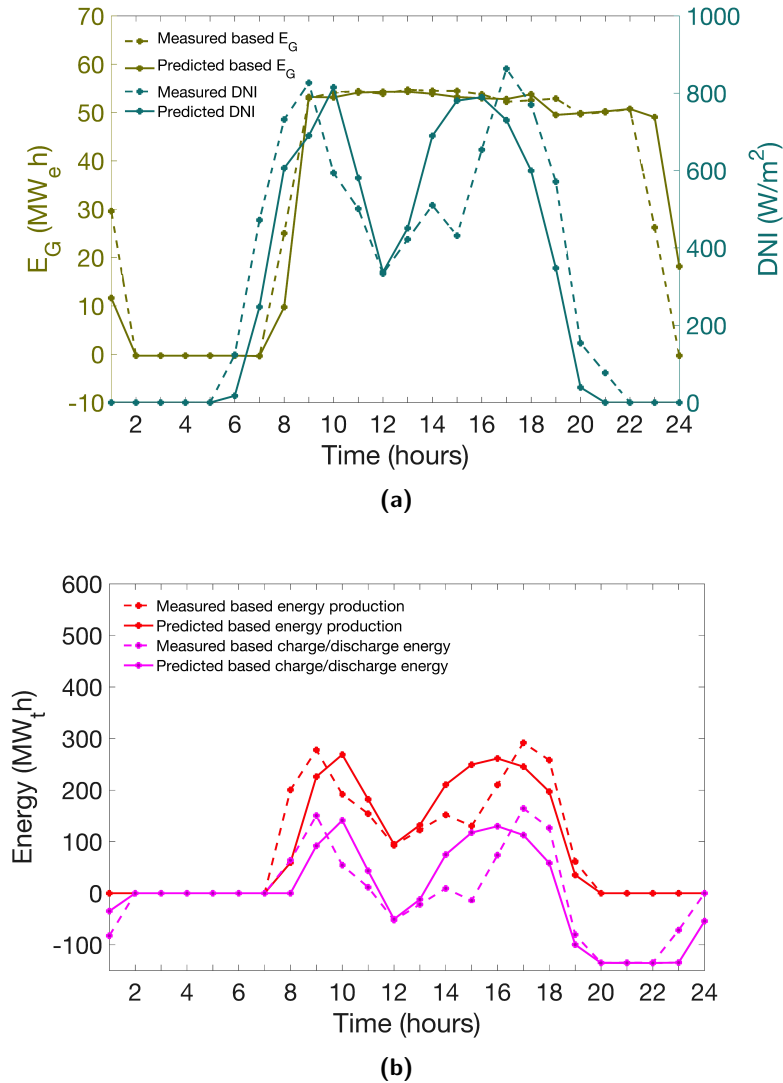 Measured based E_G
Predicted based E_G
Measured DNI
Predicted DNI
70
60
50
40
30
20
10
0
-10
E_G (MW_e h)
1000
800
600
400
200
0
DNI (W/m²)
2 4 6 8 10 12 14 16 18 20 22 24
Time (hours)
(a)
Measured based energy production
Predicted based energy production
Measured based charge/discharge energy
Predicted based charge/discharge energy
600
500
400
300
200
100
0
-100
Energy (MW_t h)
2 4 6 8 10 12 14 16 18 20 22 24
Time (hours)
(b)